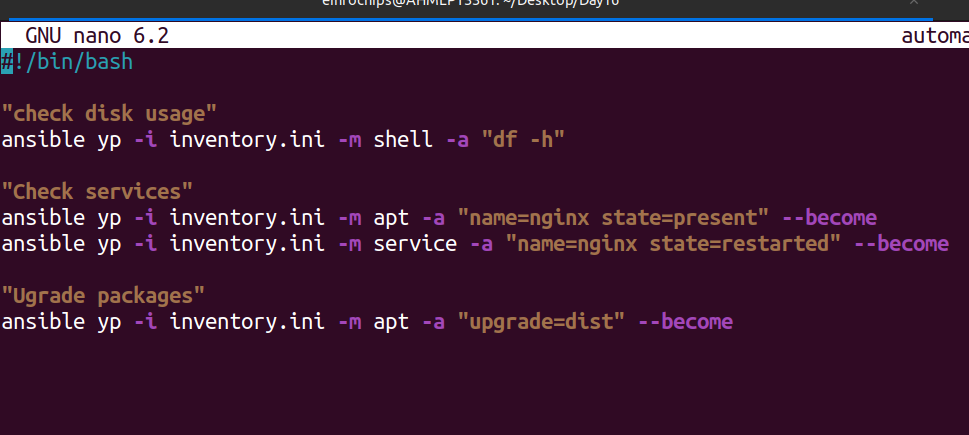 einfochips@AHMLPT3301: ~/Desktop/Day16
GNU nano 6.2 automa
#!/bin/bash
"check disk usage"
ansible yp -i inventory.ini -m shell -a "df -h"
"Check services"
ansible yp -i inventory.ini -m apt -a "name=nginx state=present" --become
ansible yp -i inventory.ini -m service -a "name=nginx state=restarted" --become
"Ugrade packages"
ansible yp -i inventory.ini -m apt -a "upgrade=dist" --become